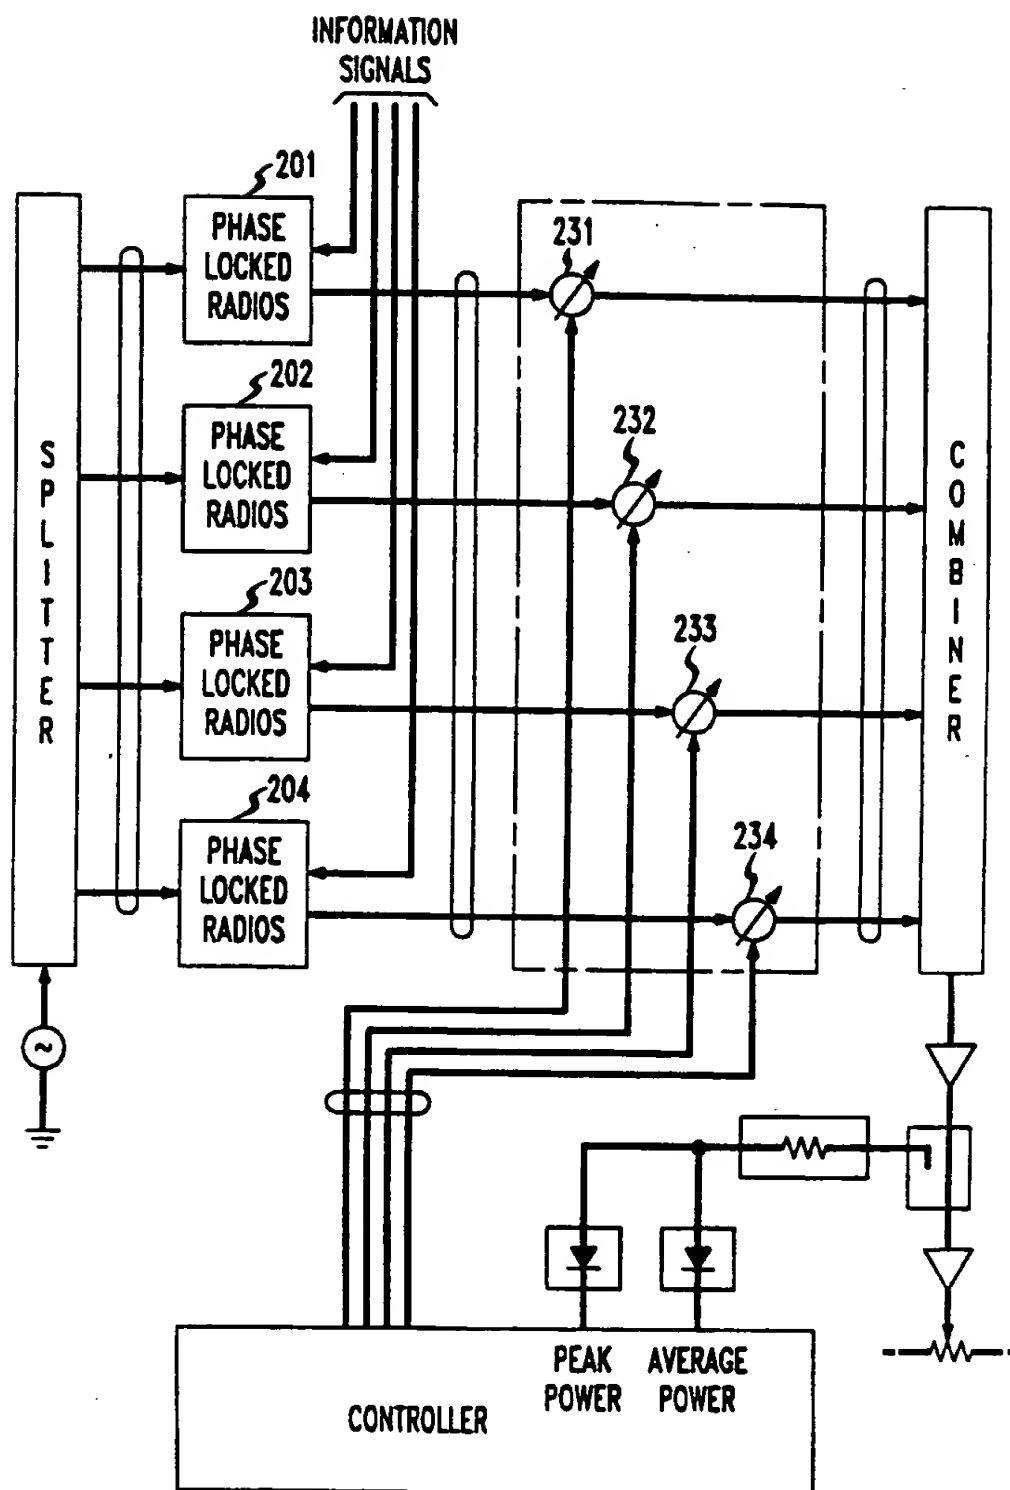 INFORMATION
SIGNALS
201
PHASE
LOCKED
RADIOS
202
PHASE
LOCKED
RADIOS
203
PHASE
LOCKED
RADIOS
204
PHASE
LOCKED
RADIOS
SPLITTER
231
232
233
234
COMBINER
~
PEAK
POWER
AVERAGE
POWER
CONTROLLER